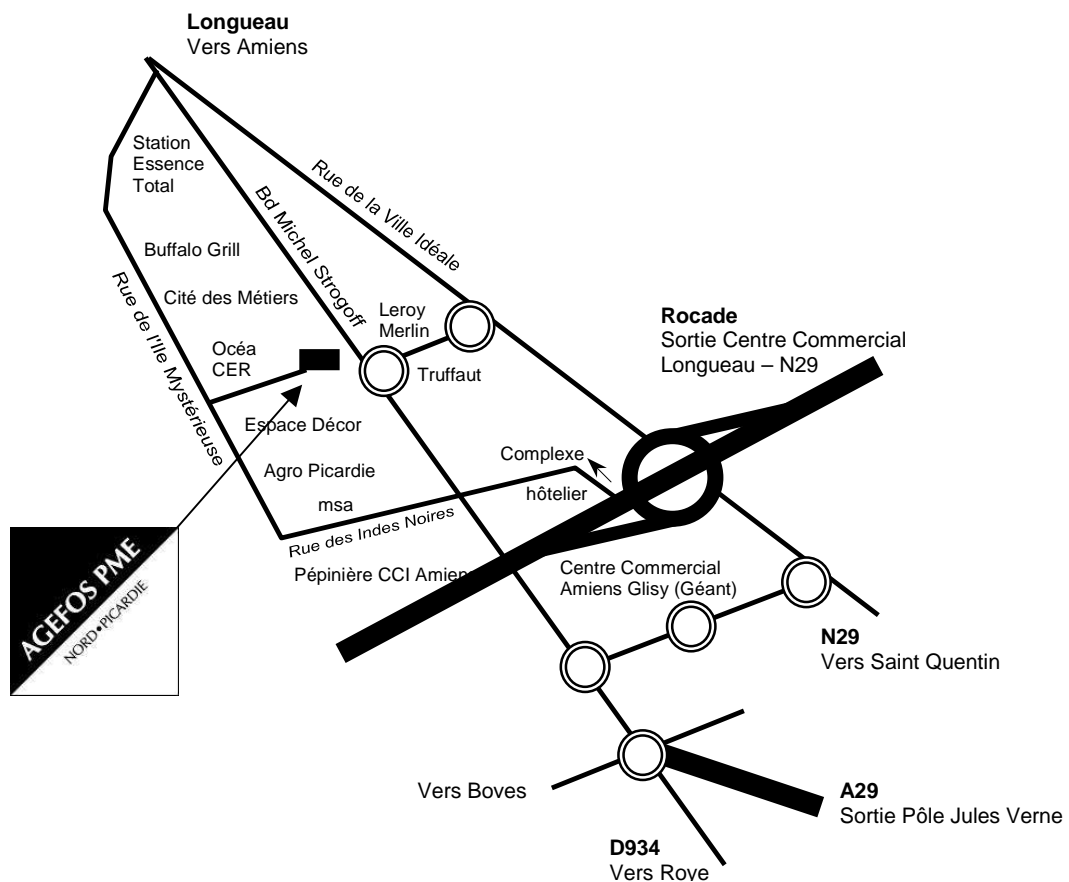 Longueau
Vers Amiens
Station
Essence
Total
Rue de la Ville Idéale
Bd Michel Strogoff
Buffalo Grill
Rue de l'Ile Mystérieuse
Cité des Métiers
Leroy
Merlin
Rocade
Sortie Centre Commercial
Longueau – N29
Océa
CER
Truffaut
Espace Décor
Complexe
hôtelier
Agro Picardie
msa
Rue des Indes Noires
Pépinière CCI Amiens
Centre Commercial
Amiens Glisy (Géant)
AGEFOS PME
NORD•PICARDIE
N29
Vers Saint Quentin
Vers Boves
A29
Sortie Pôle Jules Verne
D934
Vers Roye